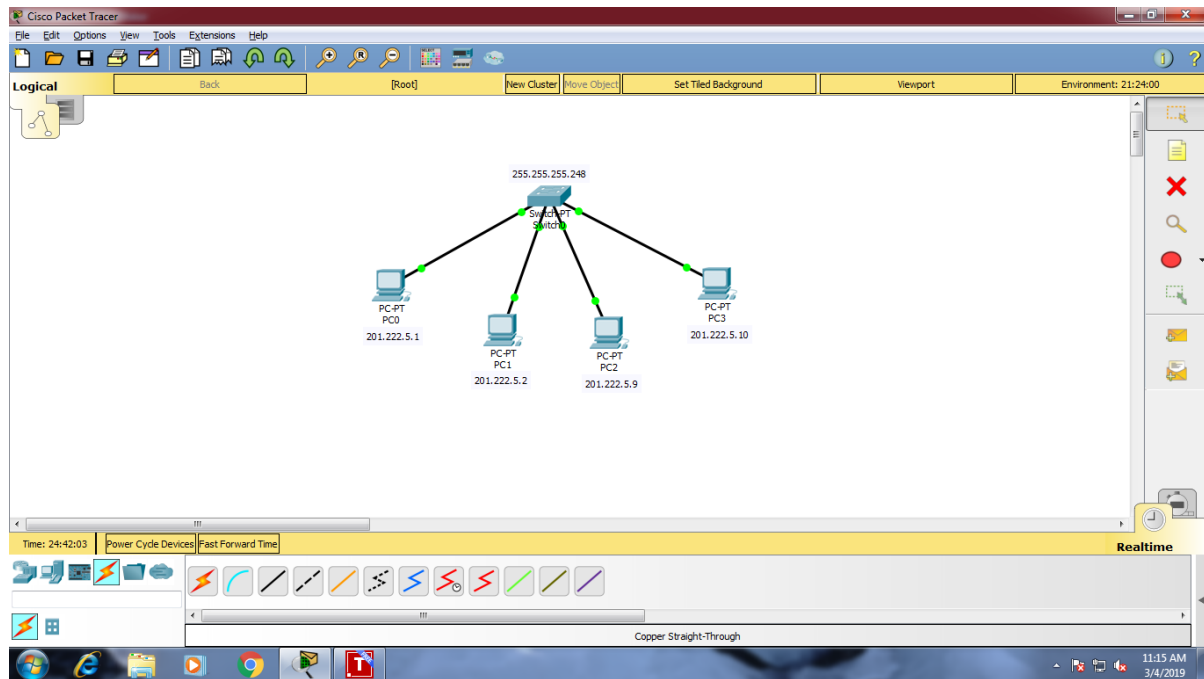 Cisco Packet Tracer
File Edit Options View Tools Extensions Help
Logical Back [Root] New Cluster Move Object Set Tiled Background Viewport Environment: 21:24:00
255.255.255.248
Switch-PT
Switch0
PC-PT
PC0
201.222.5.1
PC-PT
PC1
201.222.5.2
PC-PT
PC2
201.222.5.9
PC-PT
PC3
201.222.5.10
Time: 24:42:03 Power Cycle Devices Fast Forward Time Realtime
Copper Straight-Through
11:15 AM
3/4/2019